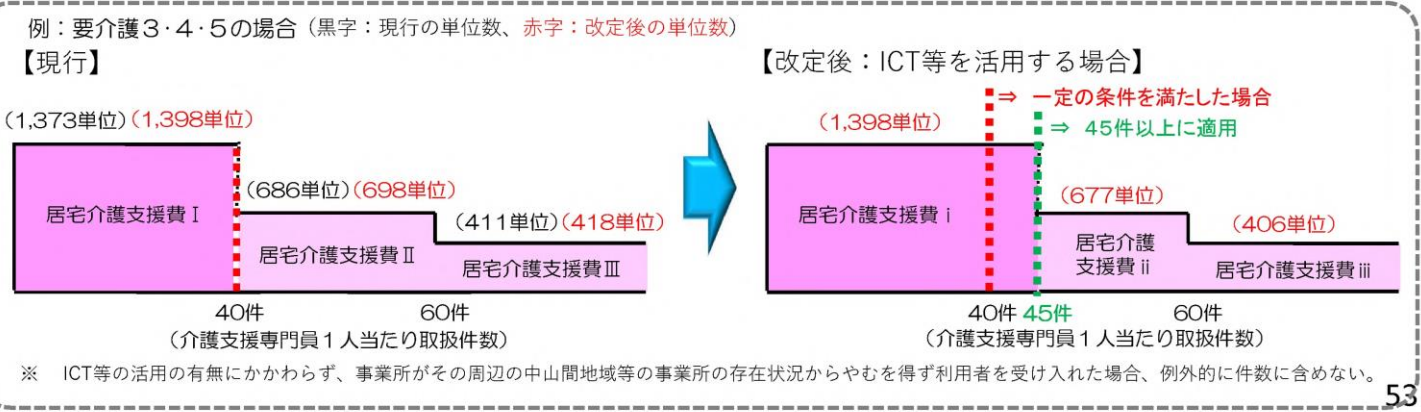 例：要介護３･４･５の場合（黒字：現行の単位数、赤字：改定後の単位数）
【現行】
(1,373単位)(1,398単位)
居宅介護支援費Ⅰ
(686単位)(698単位)
居宅介護支援費Ⅱ
(411単位)(418単位)
居宅介護支援費Ⅲ
40件
60件
（介護支援専門員１人当たり取扱件数）
【改定後：ICT等を活用する場合】
⇒ 一定の条件を満たした場合
⇒ 45件以上に適用
(1,398単位)
居宅介護支援費ⅰ
(677単位)
居宅介護
支援費ⅱ
(406単位)
居宅介護支援費ⅲ
40件
45件
60件
（介護支援専門員１人当たり取扱件数）
※　ICT等の活用の有無にかかわらず、事業所がその周辺の中山間地域等の事業所の存在状況からやむを得ず利用者を受け入れた場合、例外的に件数に含めない。
53